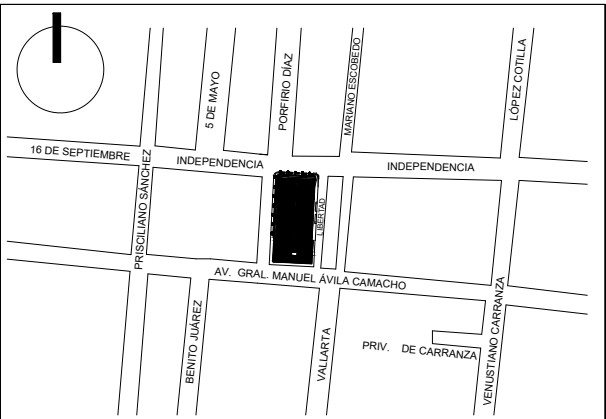 5 DE MAYO
PORFIRIO DÍAZ
MARIANO ESCOBEDO
LÓPEZ COTILLA
16 DE SEPTIEMBRE
INDEPENDENCIA
INDEPENDENCIA
PRISCILIANO SÁNCHEZ
LIBERTAD
AV. GRAL. MANUEL ÁVILA CAMACHO
BENITO JUÁREZ
VALLARTA
PRIV. DE CARRANZA
VENUSTIANO CARRANZA